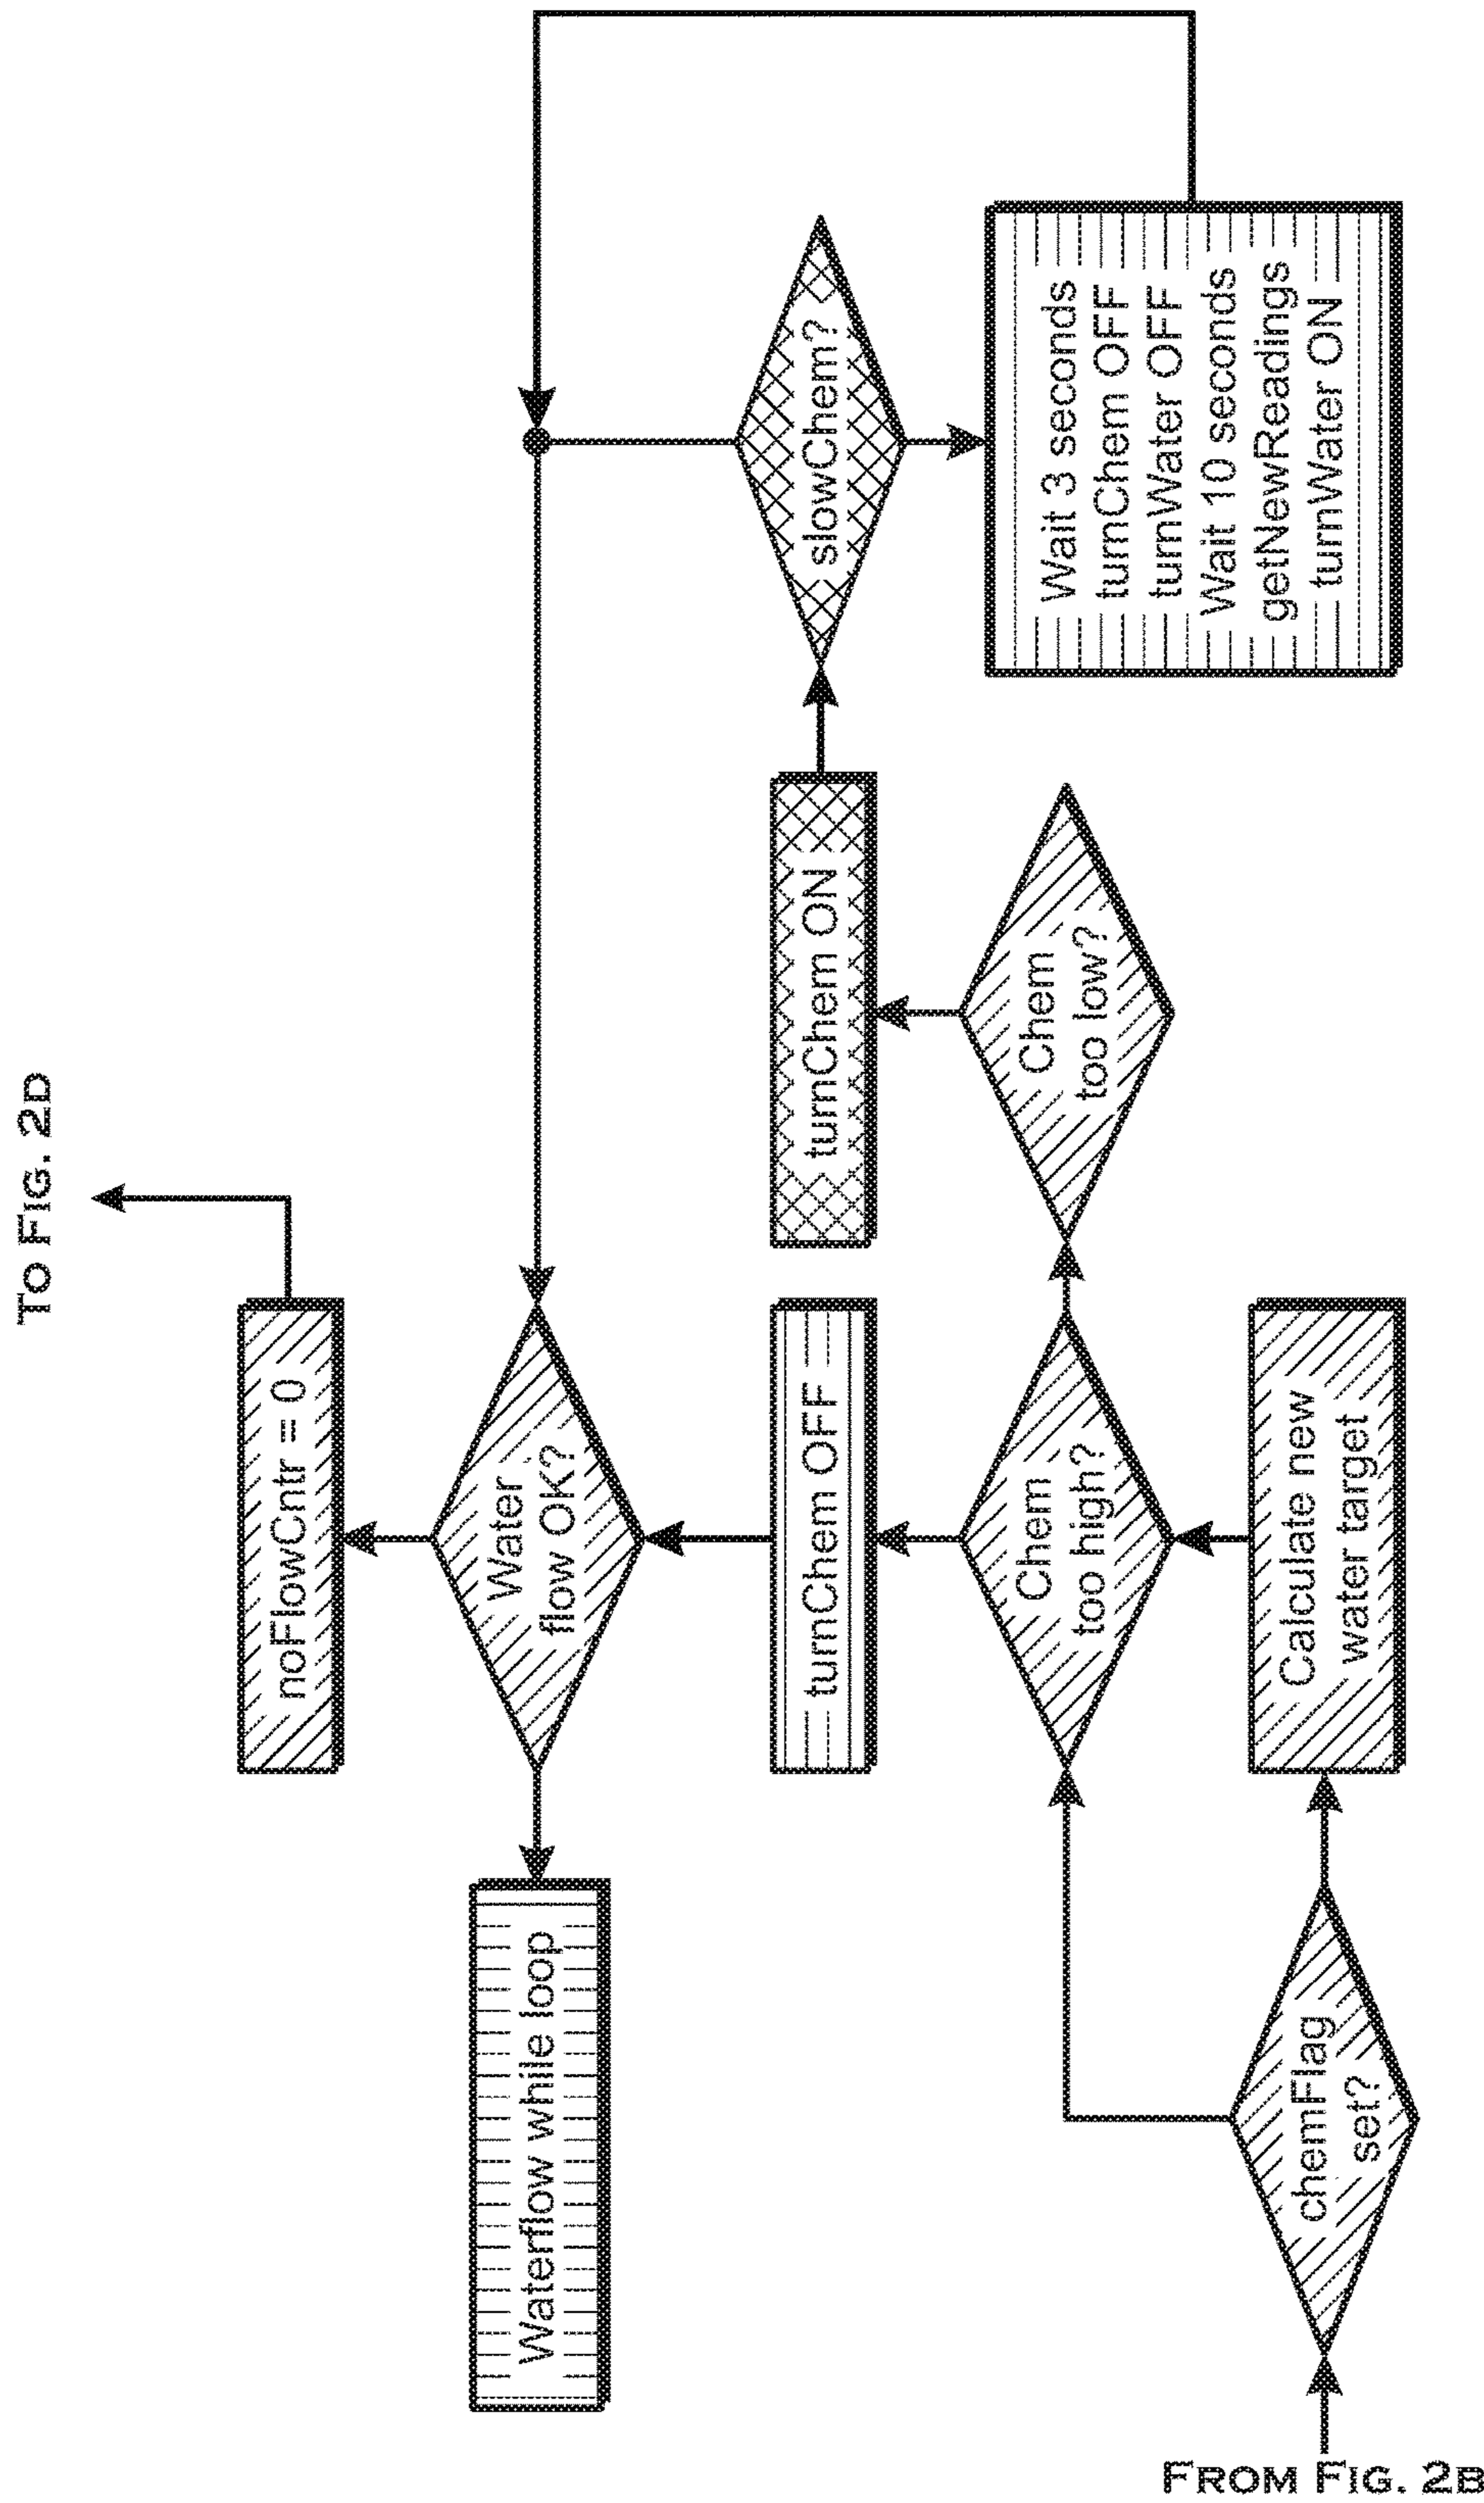 FROM FIG. 2B
chemFlag
set?
Calculate new
water target
Chem
too high?
Chem
too low?
turnChem OFF
turnChem ON
slowChem?
Wait 3 seconds
turnChem OFF
turnWater OFF
Wait 10 seconds
getNewReadings
turnWater ON
Water
flow OK?
Waterflow while loop
noFlowCntr = 0
TO FIG. 2D